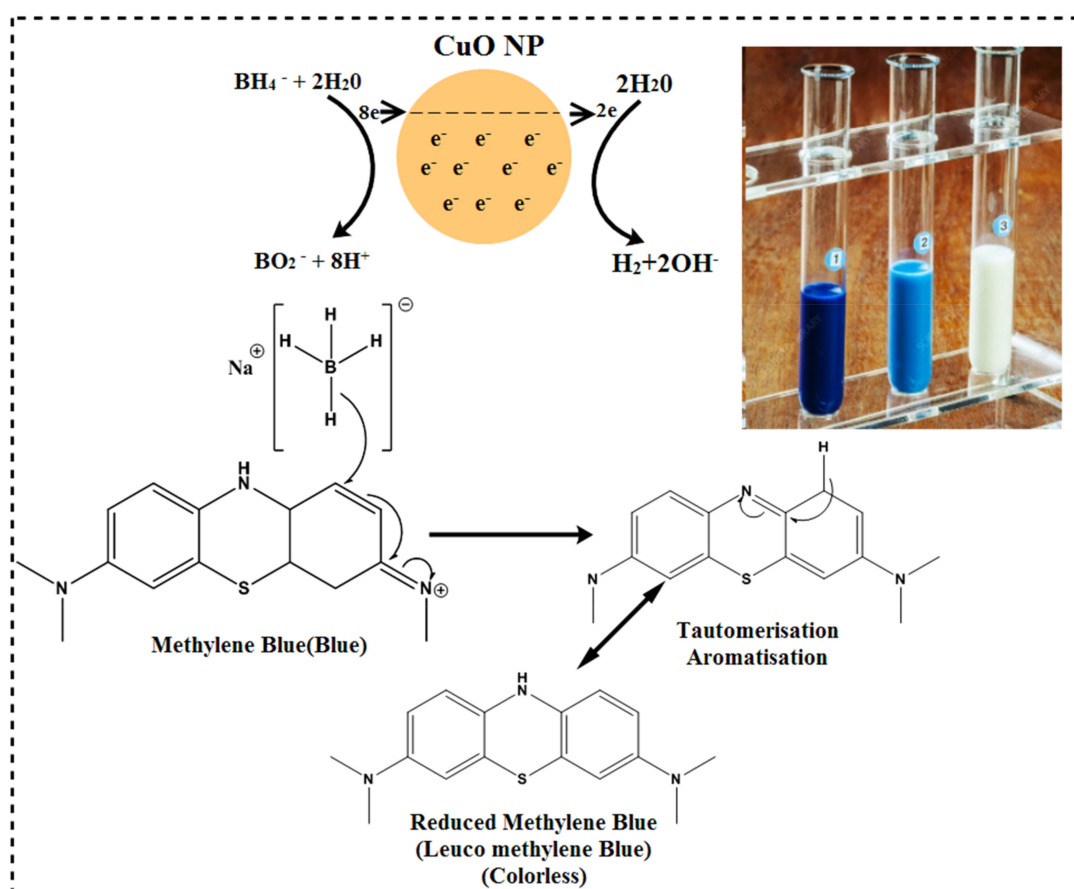 CuO NP
BH₄⁻ + 2H₂0
8e
2e
2H₂0
e⁻ e⁻ e⁻
e⁻ e⁻ e⁻ e⁻
e⁻ e⁻ e⁻
BO₂⁻ + 8H⁺
H₂+2OH⁻
1
2
3
H
H
H
B
H
Na⊕
⊖
H
N
S
N
N⊕
Methylene Blue(Blue)
H
N
S
N
N
Tautomerisation
Aromatisation
H
N
S
N
N
Reduced Methylene Blue
(Leuco methylene Blue)
(Colorless)